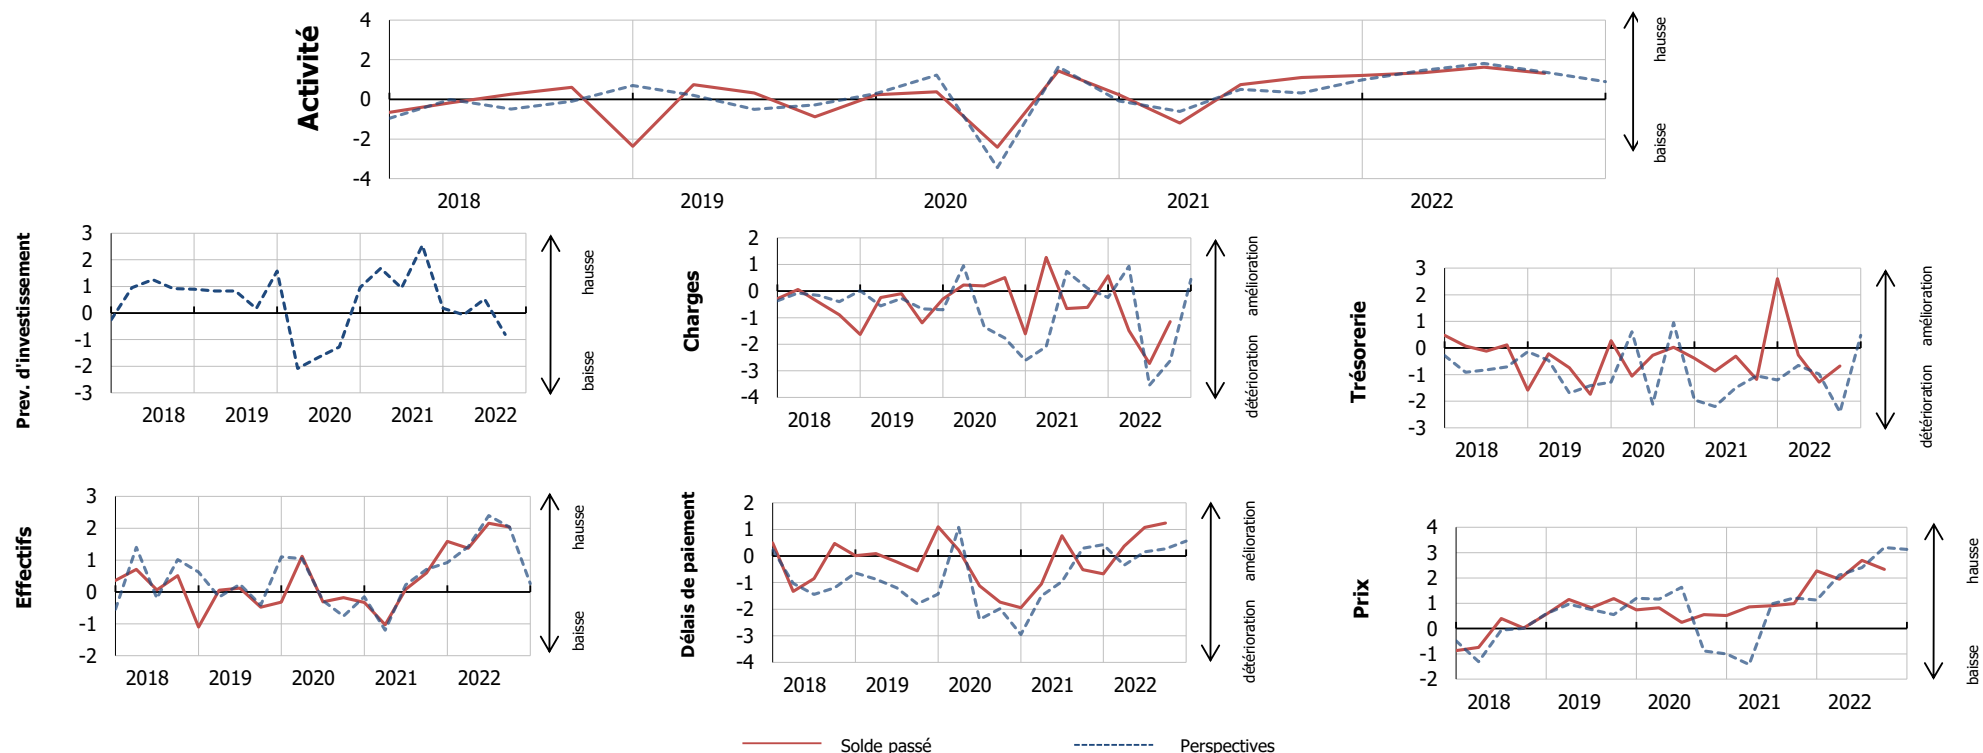 Activité
4
2
0
-2
-4
hausse
baisse
2018 2019 2020 2021 2022
Prev. d'investissement
3
2
1
0
-1
-2
-3
hausse
baisse
2018 2019 2020 2021 2022
Charges
2
1
0
-1
-2
-3
-4
amélioration
détérioration
2018 2019 2020 2021 2022
Trésorerie
3
2
1
0
-1
-2
-3
amélioration
détérioration
2018 2019 2020 2021 2022
Effectifs
3
2
1
0
-1
-2
hausse
baisse
2018 2019 2020 2021 2022
Délais de paiement
2
1
0
-1
-2
-3
-4
amélioration
détérioration
2018 2019 2020 2021 2022
Prix
4
3
2
1
0
-1
-2
hausse
baisse
2018 2019 2020 2021 2022
Solde passé Perspectives